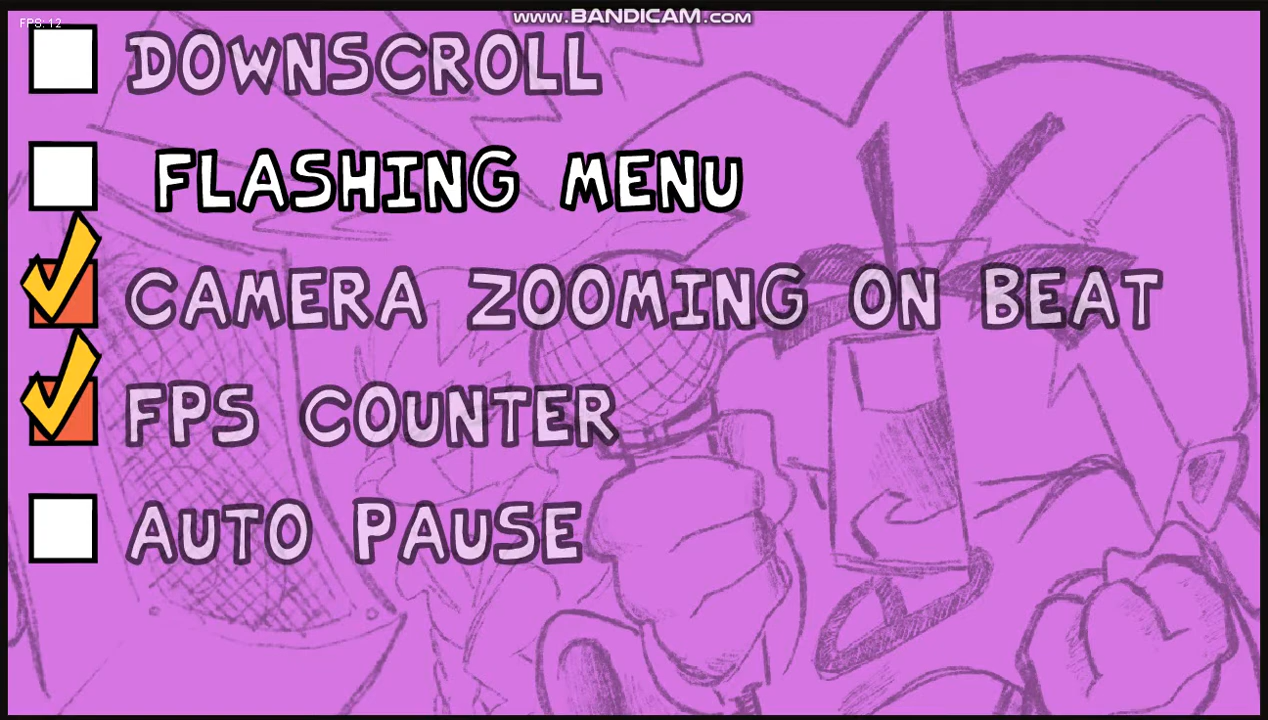 FPS: 12
WWW.BANDICAM.COM
DOWNSCROLL
FLASHING MENU
CAMERA ZOOMING ON BEAT
FPS COUNTER
AUTO PAUSE